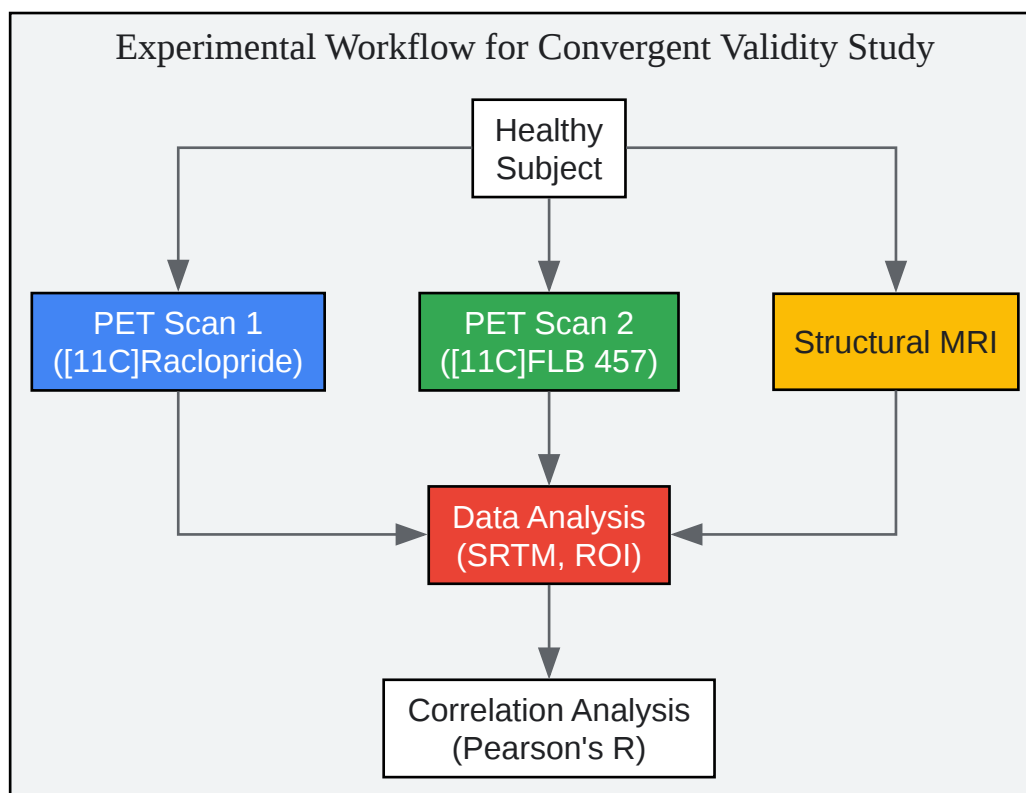 Experimental Workflow for Convergent Validity Study
Healthy
Subject
PET Scan 1
([11C]Raclopride)
PET Scan 2
([11C]FLB 457)
Structural MRI
Data Analysis
(SRTM, ROI)
Correlation Analysis
(Pearson's R)